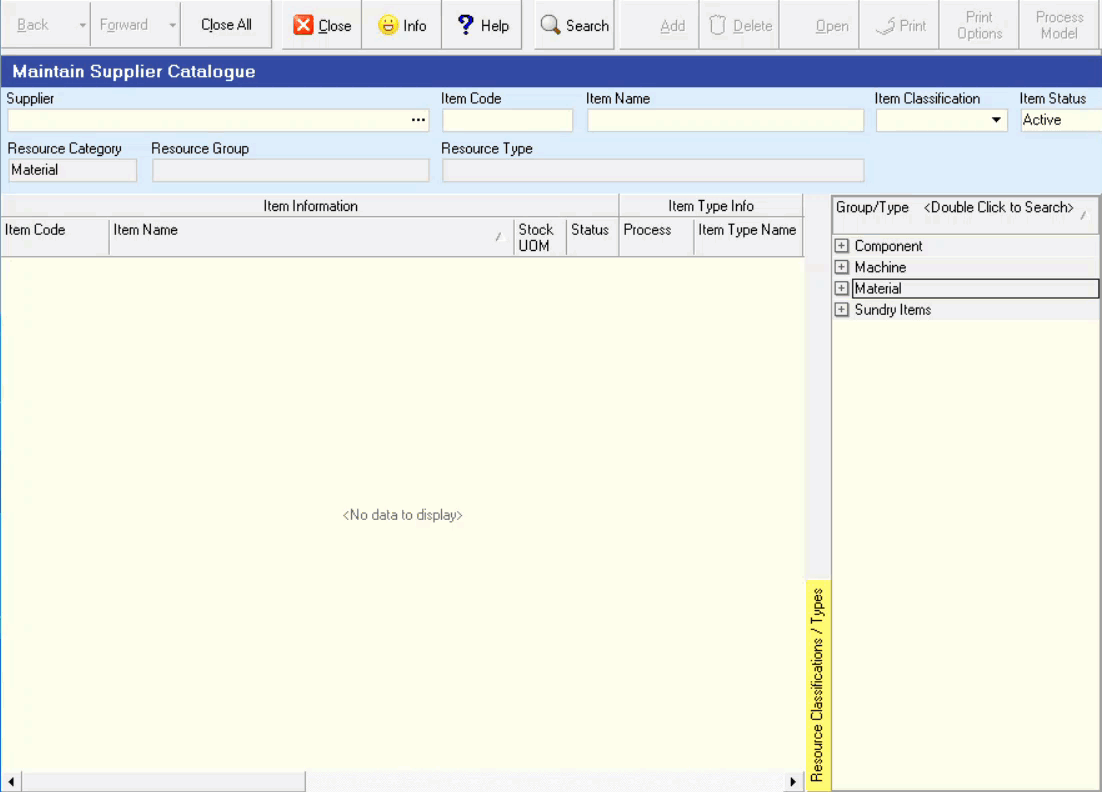 Back Forward Close All Close Info Help Search Add Delete Open Print Print Options Process Model
Maintain Supplier Catalogue
Supplier Item Code Item Name Item Classification Item Status
... Active
Resource Category Resource Group Resource Type
Material
Item Information Item Type Info
Item Code Item Name Stock UOM Status Process Item Type Name
<No data to display>
Resource Classifications / Types
Group/Type <Double Click to Search>
Component
Machine
Material
Sundry Items